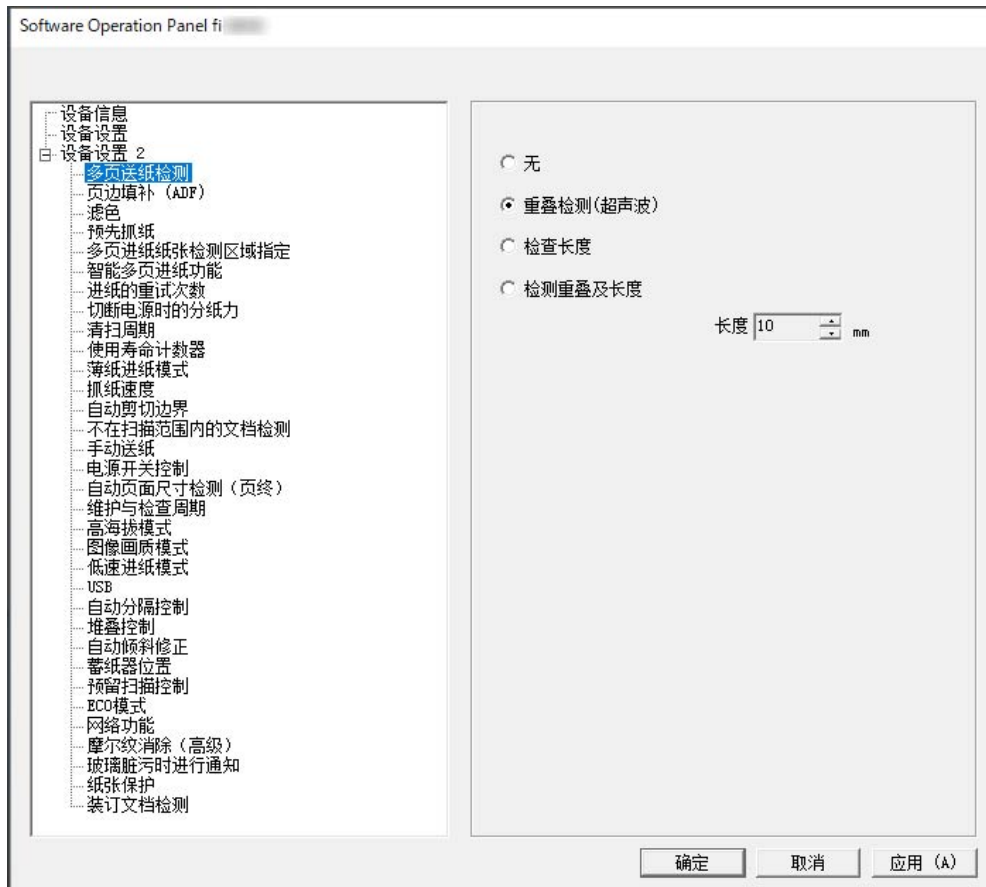 Software Operation Panel fi
设备信息
设备设置
设备设置 2
多页送纸检测
页边填补 (ADF)
滤色
预先抓纸
多页进纸纸张检测区域指定
智能多页进纸功能
进纸的重试次数
切断电源时的分纸力
清扫周期
使用寿命计数器
薄纸进纸模式
抓纸速度
自动剪切边界
不在扫描范围内的文档检测
手动送纸
电源开关控制
自动页面尺寸检测（页终）
维护与检查周期
高海拔模式
图像画质模式
低速进纸模式
USB
自动分隔控制
堆叠控制
自动倾斜修正
蓄纸器位置
预留扫描控制
ECO模式
网络功能
摩尔纹消除（高级）
玻璃脏污时进行通知
纸张保护
装订文档检测
无
重叠检测(超声波)
检查长度
检测重叠及长度
长度 10 mm
确定 取消 应用 (A)